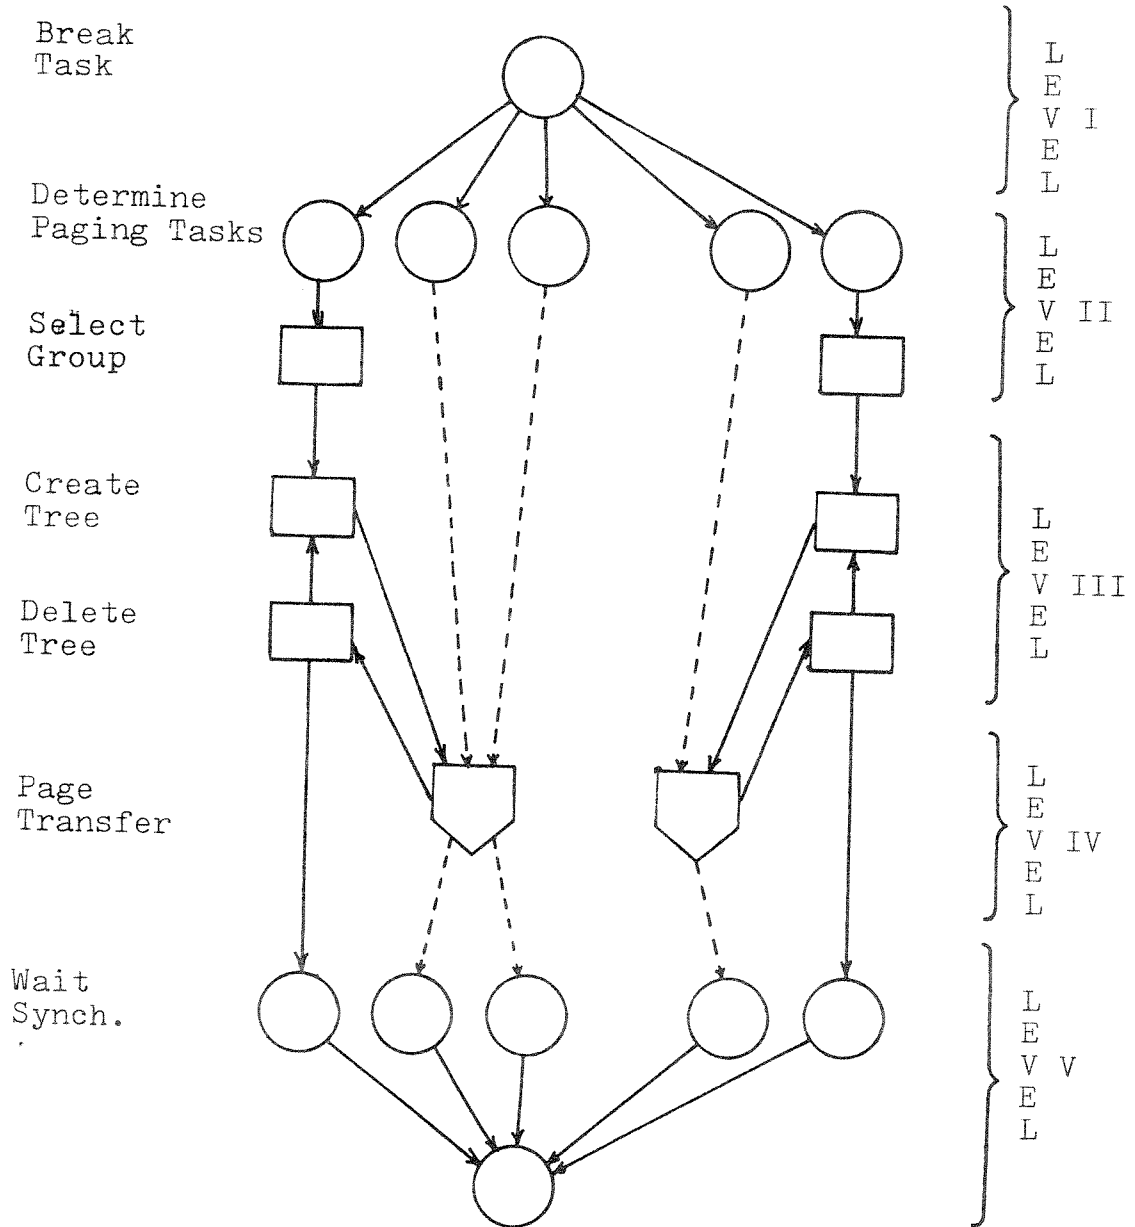 Break
Task
LEVEL I
Determine
Paging Tasks
LEVEL II
Select
Group
Create
Tree
LEVEL III
Delete
Tree
Page
Transfer
LEVEL IV
Wait
Synch.
LEVEL V